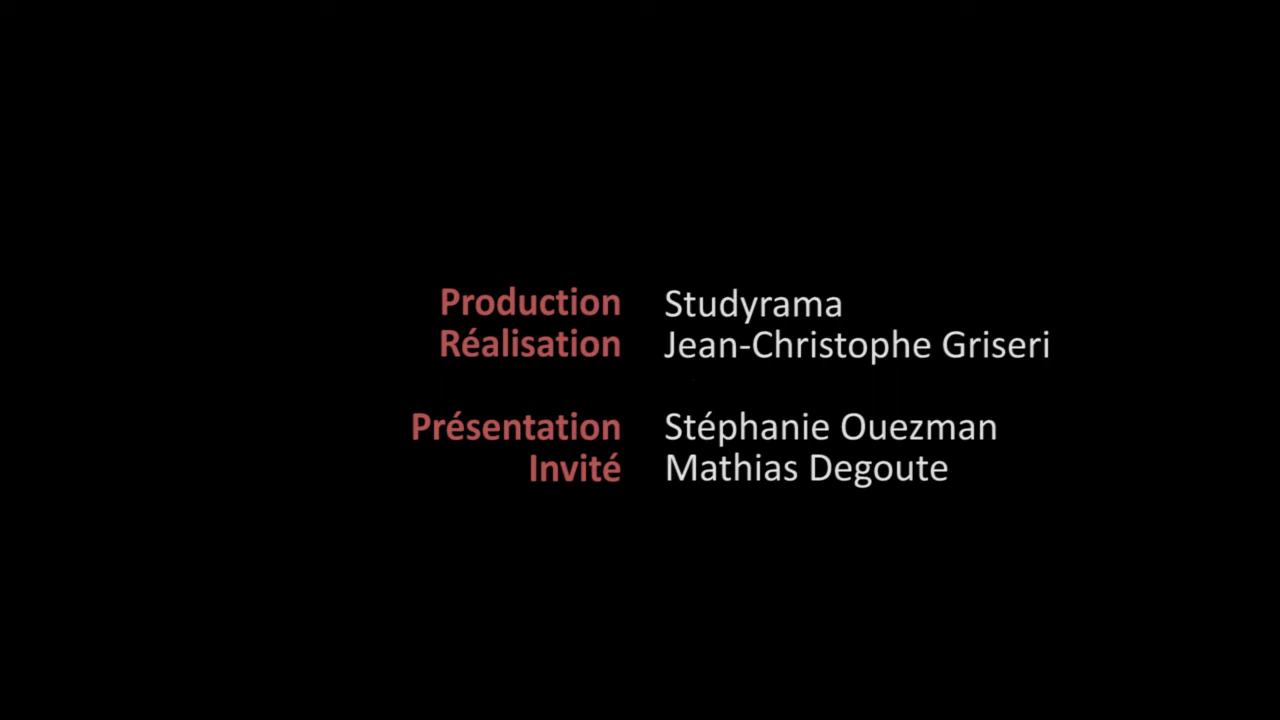 Production Studyrama
Réalisation Jean-Christophe Griseri
Présentation Stéphanie Ouezman
Invité Mathias Degoute